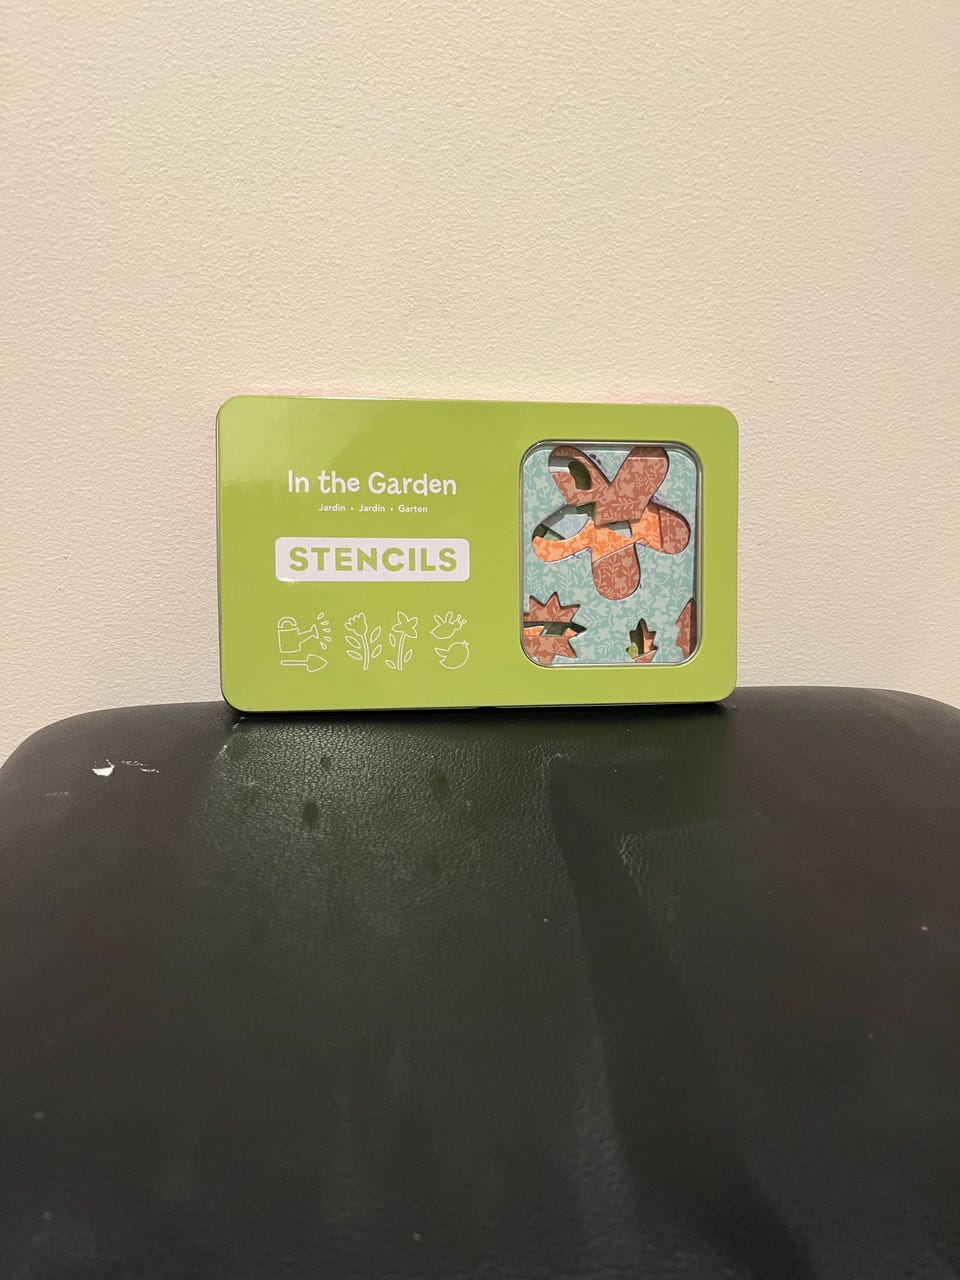 In the Garden
Jardin • Jardín • Garten
STENCILS